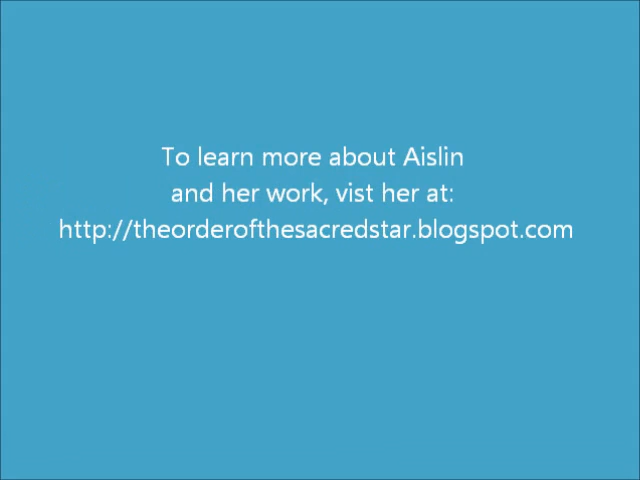 To learn more about Aislin
and her work, vist her at:
http://theorderofthesacredstar.blogspot.com